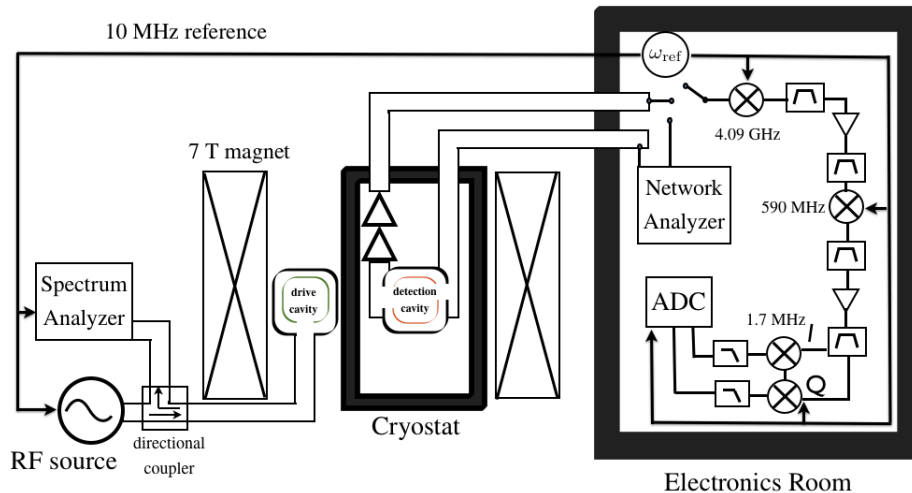 10 MHz reference
ω_ref
4.09 GHz
7 T magnet
Network
Analyzer
590 MHz
Spectrum
Analyzer
drive
cavity
detection
cavity
ADC
1.7 MHz
I
Q
Cryostat
directional
coupler
RF source
Electronics Room